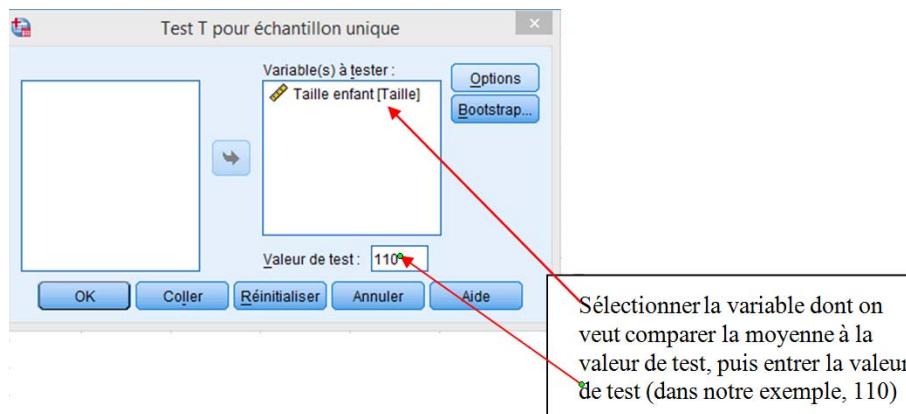 Test T pour échantillon unique
Variable(s) à tester :
Taille enfant [Taille]
Options
Bootstrap...
Valeur de test : 110
OK Coller Réinitialiser Annuler Aide
Sélectionner la variable dont on
veut comparer la moyenne à la
valeur de test, puis entrer la valeur
de test (dans notre exemple, 110)